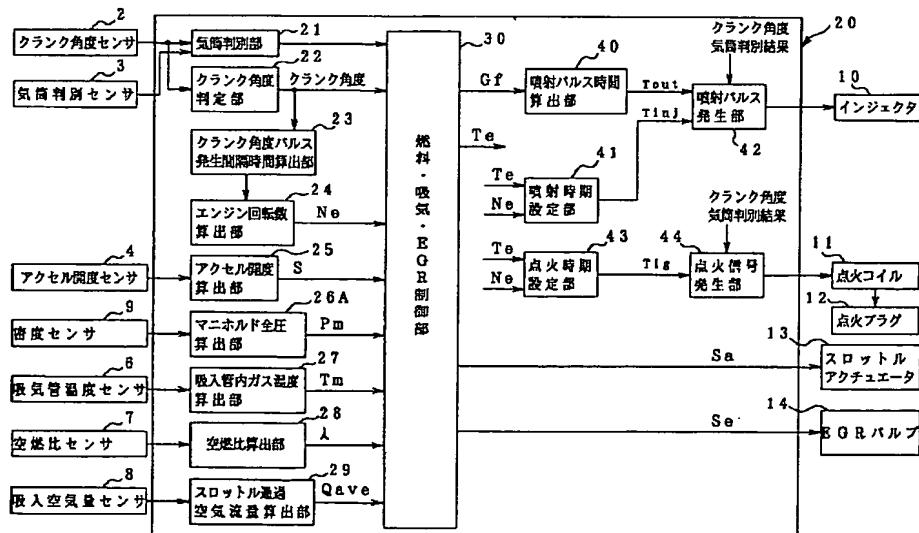 2
クランク角度センサ
3
気筒判別センサ
4
アクセル開度センサ
9
密度センサ
6
吸気管温度センサ
7
空燃比センサ
8
吸入空気量センサ
21
気筒判別部
22
クランク角度
判定部
クランク角度
23
クランク角度パルス
発生間隔時間算出部
24
エンジン回転数
算出部
Ne
25
アクセル開度
算出部
S
26A
マニホルド全圧
算出部
Pm
27
吸入管内ガス温度
算出部
Tm
28
空燃比算出部
λ
29
スロットル通過
空気流量算出部
Qave
30
燃料・吸気・EGR制御部
Gf
Te
40
噴射パルス時間
算出部
Tout
Tinj
Te
Ne
41
噴射時期
設定部
Te
Ne
43
点火時期
設定部
Tig
クランク角度
気筒判別結果
噴射パルス
発生部
42
クランク角度
気筒判別結果
44
点火信号
発生部
Sa
Se
20
10
インジェクタ
11
点火コイル
12
点火プラグ
13
スロットル
アクチュエータ
14
EGRバルブ